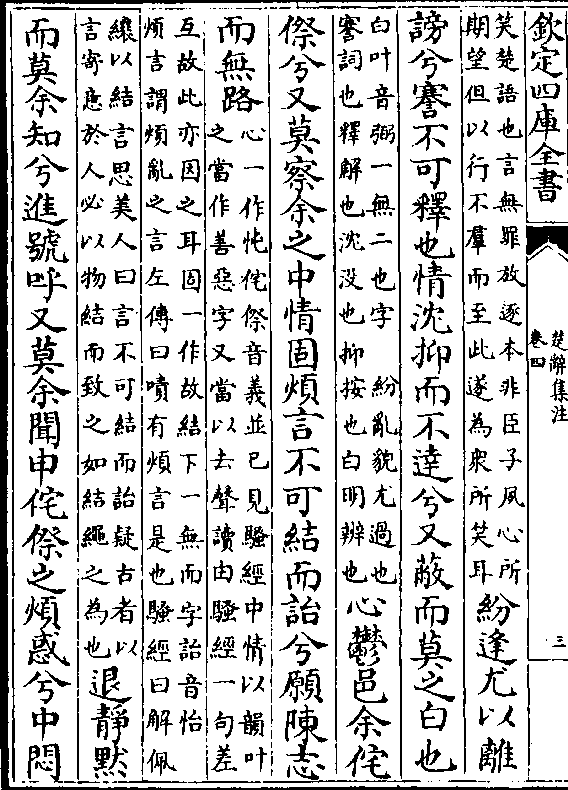 欽定四庫全書
楚辭集注
卷四
三
笑楚語也言無罪放逐本非臣子夙心所
期望但以行不羣而至此遂為衆所笑耳
紛逢尤以離
謗兮謇不可釋也情沈抑而不達兮又蔽而莫之白也
白叶音弼一無二也字 紛亂貌尤過也
謇詞也釋解也沈没也抑按也白明辨也
心鬱邑余侘
傺兮又莫察余之中情固煩言不可結而詒兮願陳志
而無路
心一作忳侘傺音義並已見騷經中情以韻叶
之當作善惡字又當以去聲讀由騷經一句差
互故此亦因之耳固一作故結下一無而字詒音怡
煩言謂煩亂之言左傳曰嘖有煩言是也騷經曰解佩
纕以結言思美人曰言不可結而詒疑古者以
言寄意於人必以物結而致之如結繩之為也
退靜默
而莫余知兮進號呼又莫余聞申侘傺之煩惑兮中悶